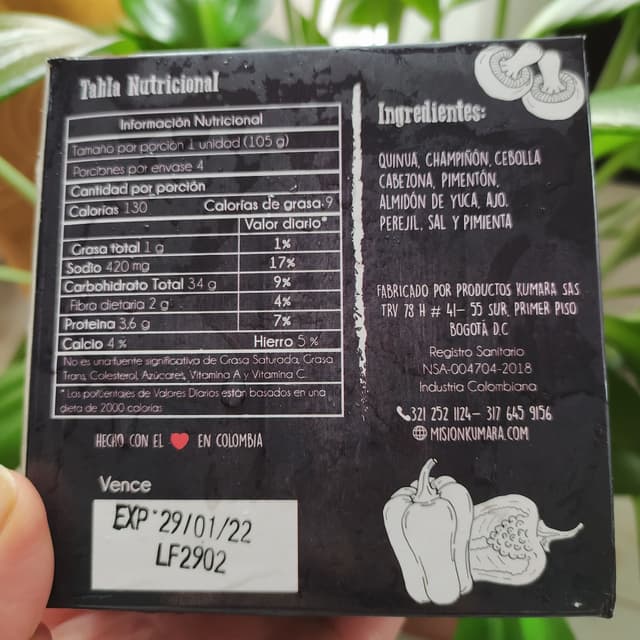 Tabla Nutricional
Información Nutricional
Tamaño por porción 1 unidad (105 g)
Porciones por envase 4
Cantidad por porción
Calorías 130 Calorías de grasa.9
Valor diario*
Grasa total 1 g 1%
Sodio 420 mg 17%
Carbohidrato Total 34 g 9%
Fibra dietaria 2 g 4%
Proteína 3,6 g 7%
Calcio 4 % Hierro 5 %
No es una fuente significativa de Grasa Saturada, Grasa
Trans, Colesterol, Azúcares, Vitamina A y Vitamina C.
* Los porcentajes de Valores Diarios están basados en una
dieta de 2000 calorías
HECHO CON EL ❤ EN COLOMBIA
Vence
EXP 29/01/22
LF2902
Ingredientes:
QUINUA, CHAMPIÑÓN, CEBOLLA
CABEZONA, PIMENTÓN,
ALMIDÓN DE YUCA, AJO.
PEREJIL, SAL Y PIMIENTA
FABRICADO POR PRODUCTOS KUMARA SAS
TRV 78 H # 41- 55 SUR, PRIMER PISO
BOGOTÁ D.C
Registro Sanitario
NSA-004704-2018
Industria Colombiana
321 252 1124- 317 645 9156
MISIONKUMARA.COM